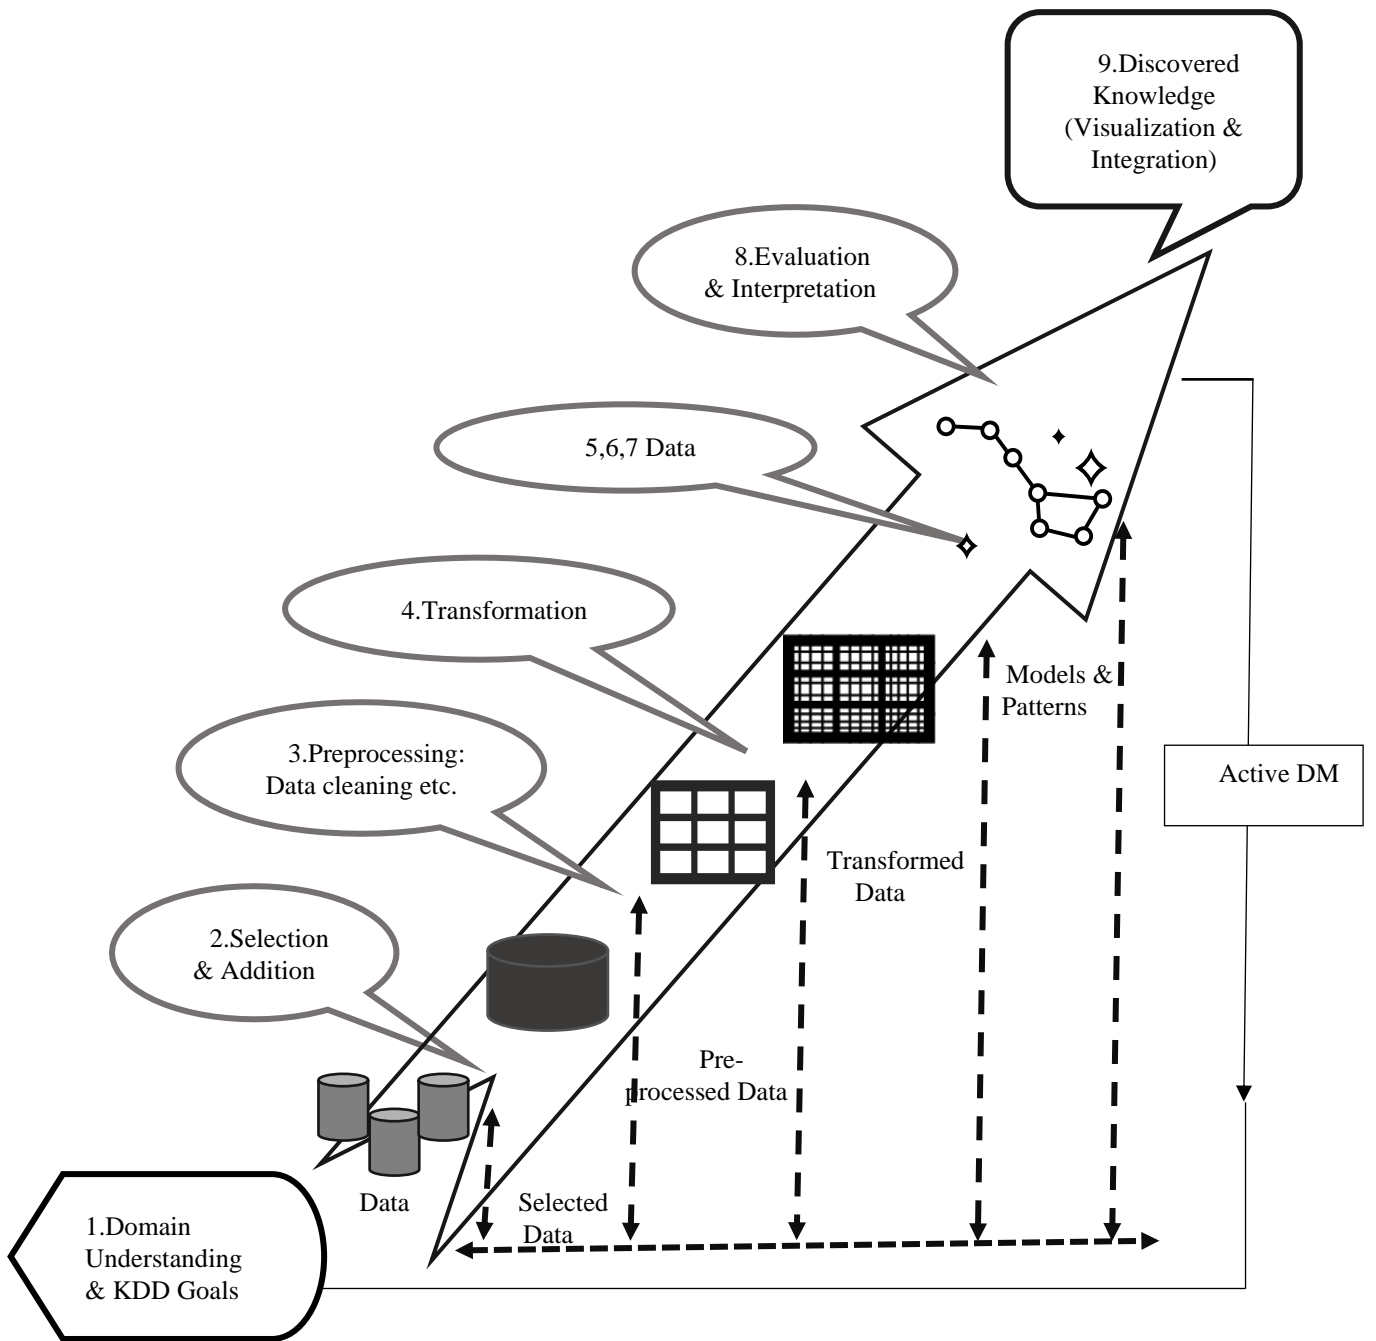 9.Discovered
Knowledge
(Visualization &
Integration)
8.Evaluation
& Interpretation
5,6,7 Data
4.Transformation
Models &
Patterns
3.Preprocessing:
Data cleaning etc.
Active DM
Transformed
Data
2.Selection
& Addition
Pre-
processed Data
Data
Selected
Data
1.Domain
Understanding
& KDD Goals